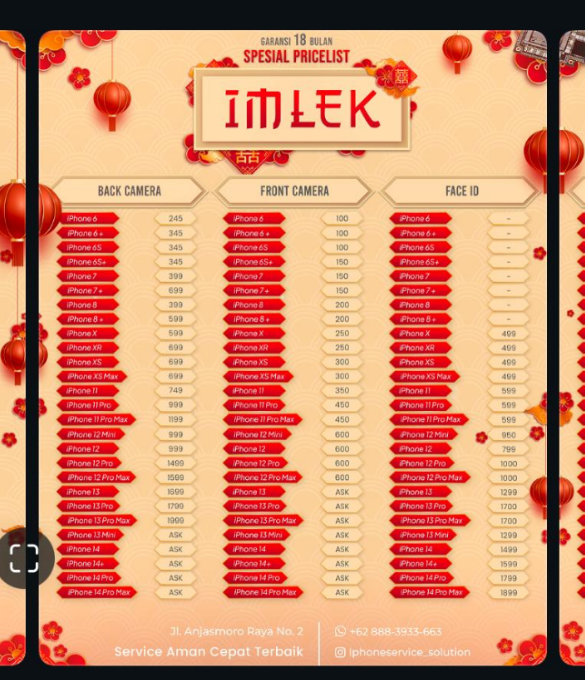 GARANSI 18 BULAN
SPESIAL PRICELIST
IMLEK
BACK CAMERA FRONT CAMERA FACE ID
iPhone 6 245 iPhone 6 100 iPhone 6 -
iPhone 6+ 345 iPhone 6+ 100 iPhone 6+ -
iPhone 6S 345 iPhone 6S 100 iPhone 6S -
iPhone 6S+ 345 iPhone 6S+ 150 iPhone 6S+ -
iPhone 7 399 iPhone 7 150 iPhone 7 -
iPhone 7+ 699 iPhone 7+ 150 iPhone 7+ -
iPhone 8 399 iPhone 8 200 iPhone 8 -
iPhone 8+ 599 iPhone 8+ 200 iPhone 8+ -
iPhone X 599 iPhone X 250 iPhone X 499
iPhone XR 699 iPhone XR 250 iPhone XR 499
iPhone XS 699 iPhone XS 300 iPhone XS 499
iPhone XS Max 699 iPhone XS Max 300 iPhone XS Max 499
iPhone 11 749 iPhone 11 350 iPhone 11 599
iPhone 11 Pro 999 iPhone 11 Pro 450 iPhone 11 Pro 599
iPhone 11 Pro Max 1199 iPhone 11 Pro Max 450 iPhone 11 Pro Max 599
iPhone 12 Mini 999 iPhone 12 Mini 600 iPhone 12 Mini 950
iPhone 12 999 iPhone 12 600 iPhone 12 799
iPhone 12 Pro 1499 iPhone 12 Pro 600 iPhone 12 Pro 1000
iPhone 12 Pro Max 1599 iPhone 12 Pro Max 600 iPhone 12 Pro Max 1000
iPhone 13 1699 iPhone 13 ASK iPhone 13 1299
iPhone 13 Pro 1799 iPhone 13 Pro ASK iPhone 13 Pro 1700
iPhone 13 Pro Max 1999 iPhone 13 Pro Max ASK iPhone 13 Pro Max 1700
iPhone 13 Mini ASK iPhone 13 Mini ASK iPhone 13 Mini 1299
iPhone 14 ASK iPhone 14 ASK iPhone 14 1499
iPhone 14+ ASK iPhone 14+ ASK iPhone 14+ 1599
iPhone 14 Pro ASK iPhone 14 Pro ASK iPhone 14 Pro 1799
iPhone 14 Pro Max ASK iPhone 14 Pro Max ASK iPhone 14 Pro Max 1899
Jl. Anjasmoro Raya No. 2 +62 888-3933-663
Service Aman Cepat Terbaik iphoneservice_solution